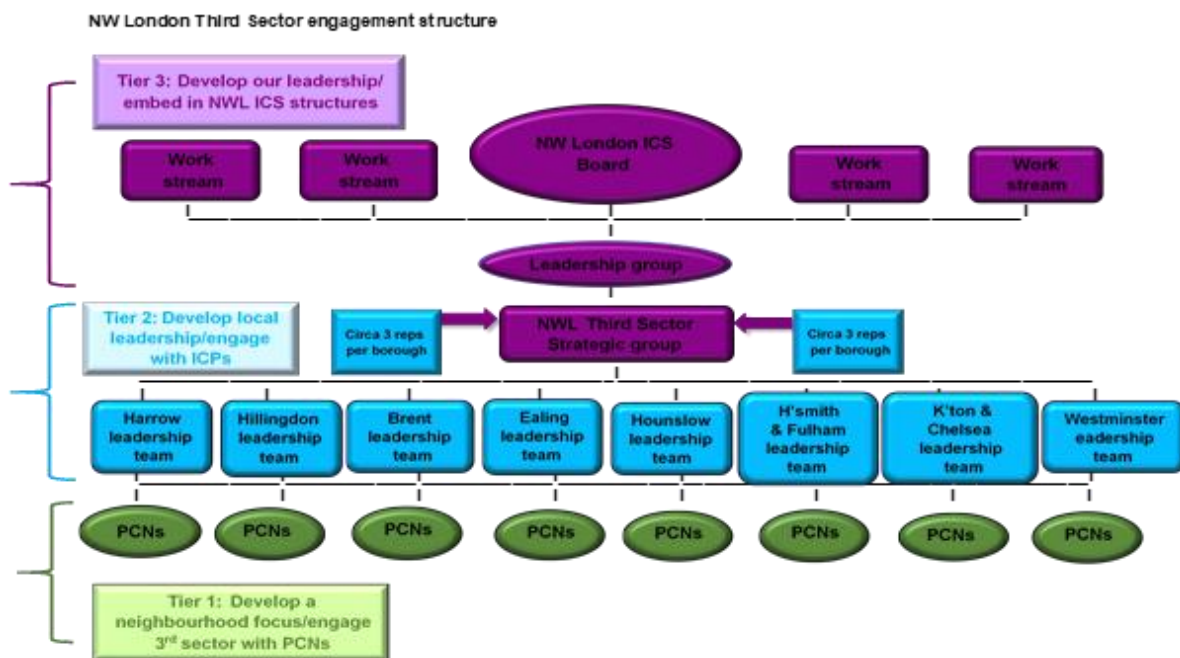 NW London Third Sector engagement structure
Tier 3: Develop our leadership/
embed in NWL ICS structures
Work
stream
Work
stream
NW London ICS
Board
Work
stream
Work
stream
Leadership group
Tier 2: Develop local
leadership/engage
with ICPs
Circa 3 reps
per borough
NWL Third Sector
Strategic group
Circa 3 reps
per borough
Harrow
leadership
team
Hillingdon
leadership
team
Brent
leadership
team
Ealing
leadership
team
Hounslow
leadership
team
H'smith
& Fulham
leadership
team
K'ton &
Chelsea
leadership
team
Westminster
eadership
team
PCNs
PCNs
PCNs
PCNs
PCNs
PCNs
PCNs
PCNs
Tier 1: Develop a
neighbourhood focus/engage
3rd sector with PCNs